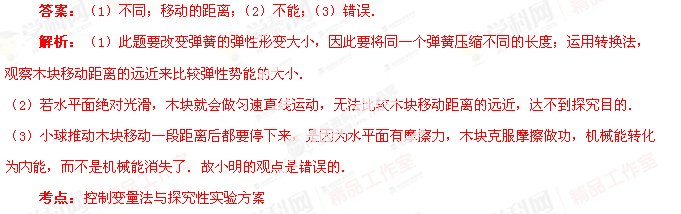 答案：（1）不同；移动的距离；（2）不能；（3）错误．
解析：（1）此题要改变弹簧的弹性形变大小，因此要将同一个弹簧压缩不同的长度；运用转换法，
观察木块移动距离的远近来比较弹性势能的大小．
（2）若水平面绝对光滑，木块就会做匀速直线运动，无法比较木块移动距离的远近，达不到探究目的．
（3）小球推动木块移动一段距离后都要停下来，是因为水平面有摩擦力，木块克服摩擦做功，机械能转化
为内能，而不是机械能消失了．故小明的观点是错误的．
考点：控制变量法与探究性实验方案